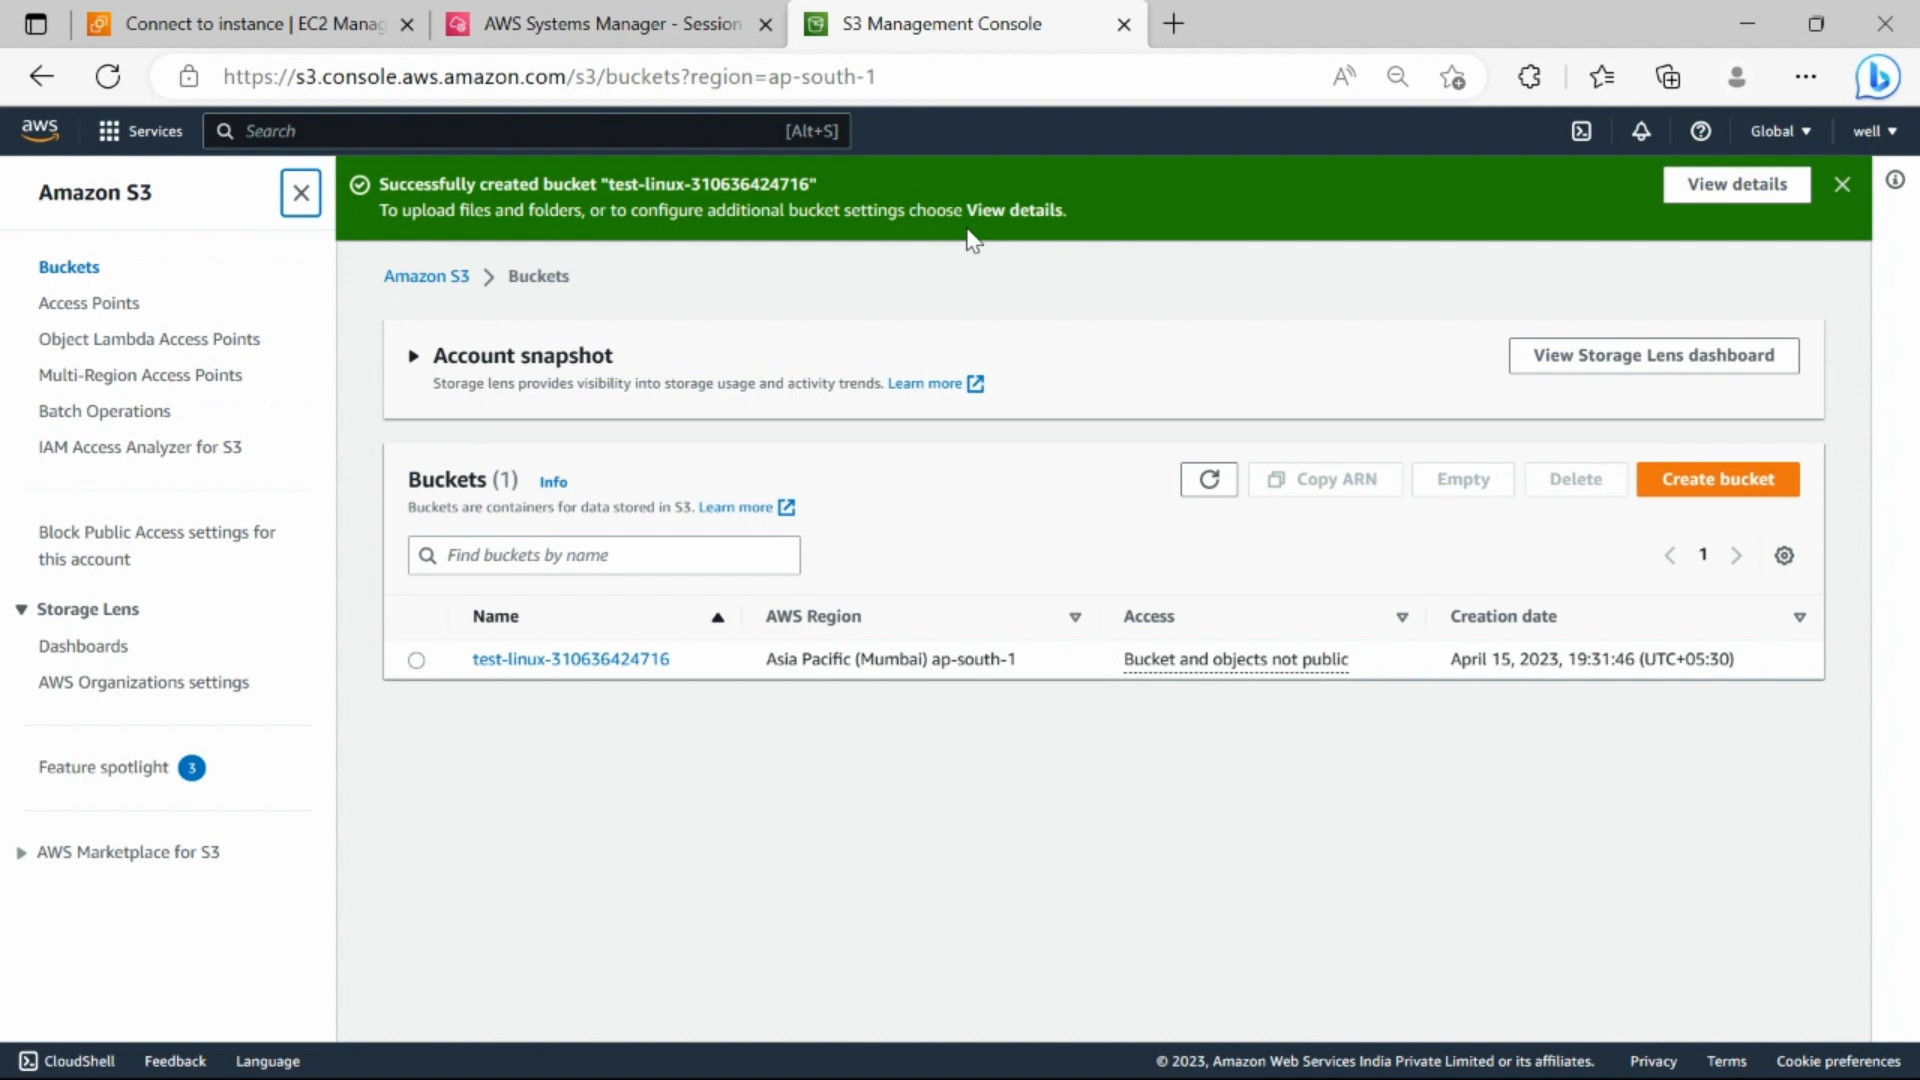 Connect to instance | EC2 Manag
AWS Systems Manager - Session
S3 Management Console
https://s3.console.aws.amazon.com/s3/buckets?region=ap-south-1
aws
Services
Search
[Alt+S]
Global
well
Amazon S3
Successfully created bucket "test-linux-310636424716"
To upload files and folders, or to configure additional bucket settings choose View details.
View details
Buckets
Access Points
Object Lambda Access Points
Multi-Region Access Points
Batch Operations
IAM Access Analyzer for S3
Block Public Access settings for
this account
Storage Lens
Dashboards
AWS Organizations settings
Feature spotlight 3
AWS Marketplace for S3
Amazon S3 > Buckets
Account snapshot
Storage lens provides visibility into storage usage and activity trends. Learn more
View Storage Lens dashboard
Buckets (1) Info
Buckets are containers for data stored in S3. Learn more
Copy ARN
Empty
Delete
Create bucket
Find buckets by name
1
Name AWS Region Access Creation date
test-linux-310636424716 Asia Pacific (Mumbai) ap-south-1 Bucket and objects not public April 15, 2023, 19:31:46 (UTC+05:30)
CloudShell Feedback Language
© 2023, Amazon Web Services India Private Limited or its affiliates. Privacy Terms Cookie preferences